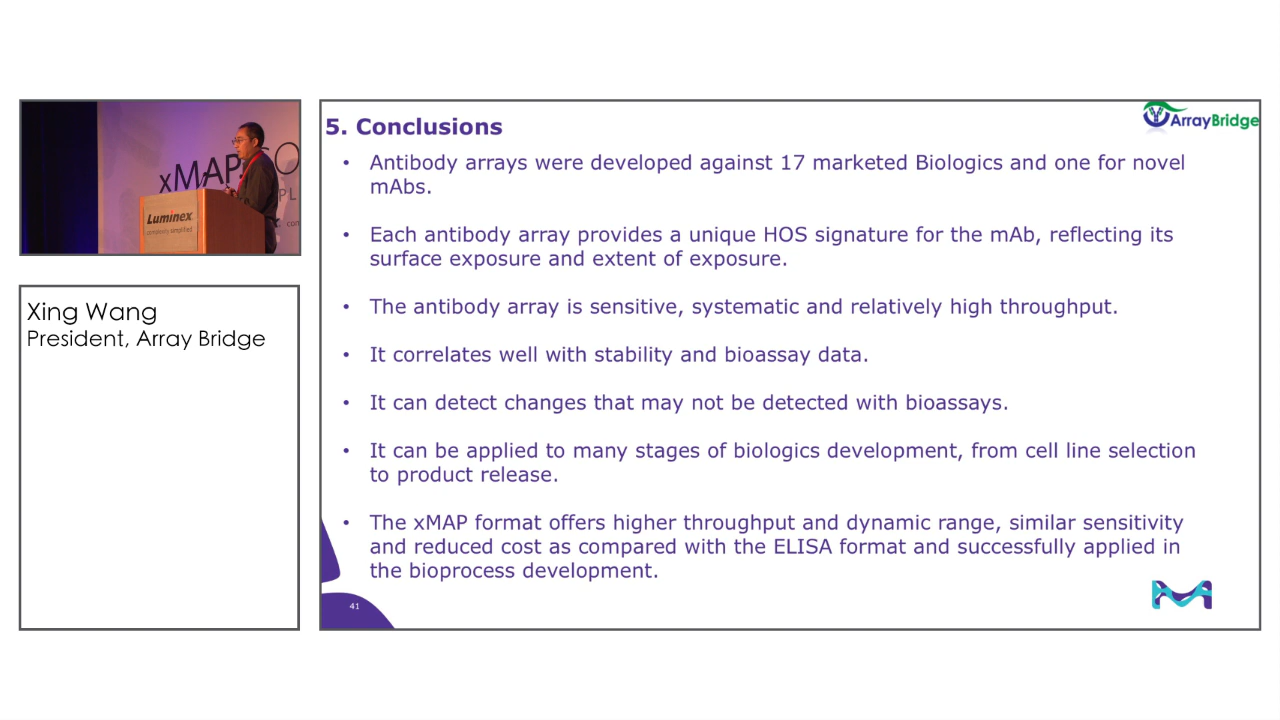 xMAP CO
PL
Luminex
complexity simplified
con
Xing Wang
President, Array Bridge
ArrayBridge
5. Conclusions
• Antibody arrays were developed against 17 marketed Biologics and one for novel
mAbs.
• Each antibody array provides a unique HOS signature for the mAb, reflecting its
surface exposure and extent of exposure.
• The antibody array is sensitive, systematic and relatively high throughput.
• It correlates well with stability and bioassay data.
• It can detect changes that may not be detected with bioassays.
• It can be applied to many stages of biologics development, from cell line selection
to product release.
• The xMAP format offers higher throughput and dynamic range, similar sensitivity
and reduced cost as compared with the ELISA format and successfully applied in
the bioprocess development.
41